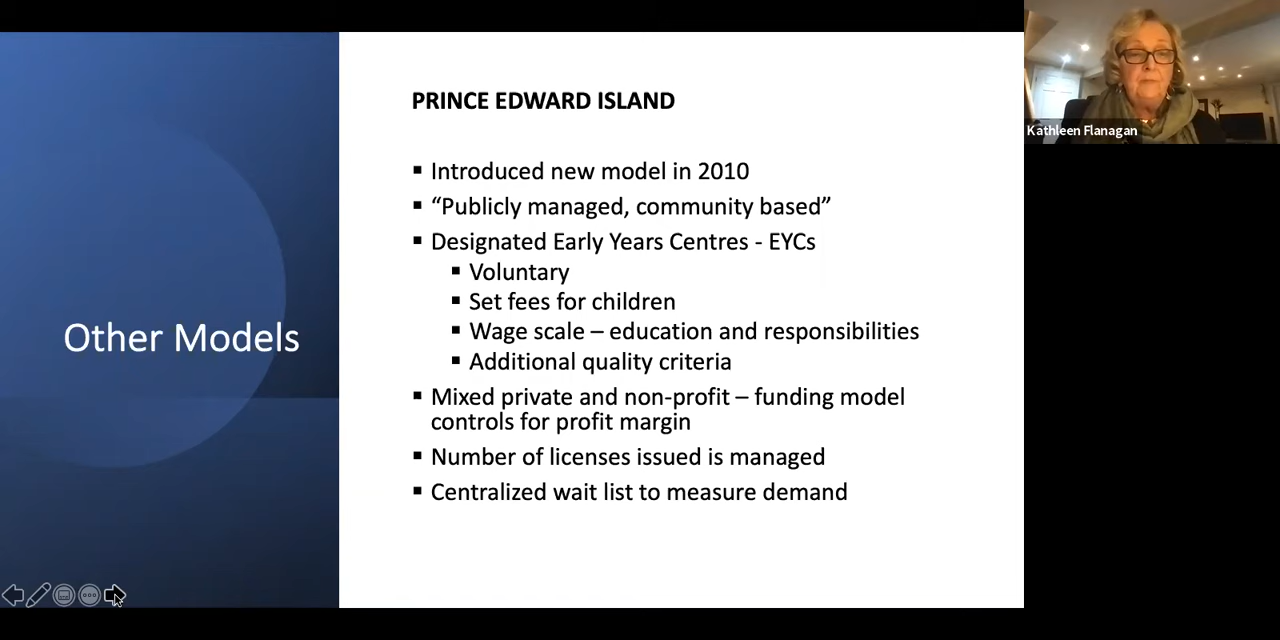 Other Models
PRINCE EDWARD ISLAND
▪ Introduced new model in 2010
▪ “Publicly managed, community based”
▪ Designated Early Years Centres - EYCs
▪ Voluntary
▪ Set fees for children
▪ Wage scale – education and responsibilities
▪ Additional quality criteria
▪ Mixed private and non-profit – funding model
controls for profit margin
▪ Number of licenses issued is managed
▪ Centralized wait list to measure demand
Kathleen Flanagan